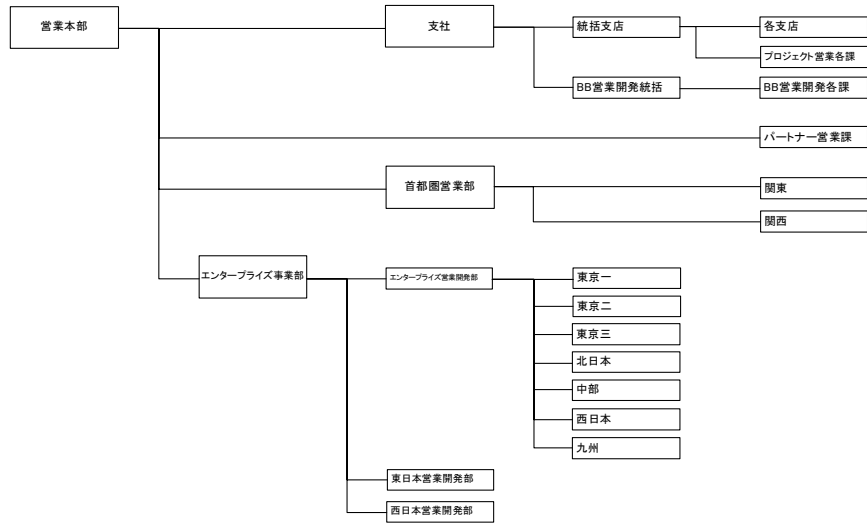 営業本部
支社
統括支店
各支店
プロジェクト営業各課
BB営業開発統括
BB営業開発各課
パートナー営業課
首都圏営業部
関東
関西
エンタープライズ事業部
エンタープライズ営業開発部
東京一
東京二
東京三
北日本
中部
西日本
九州
東日本営業開発部
西日本営業開発部